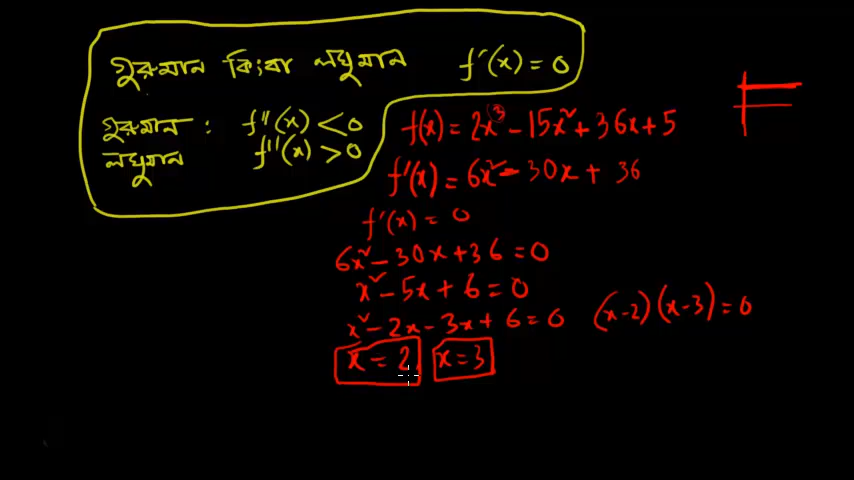 গুরুমান কিংবা লঘুমান f'(x) = 0
গুরুমান : f''(x) < 0
লঘুমান f''(x) > 0
f(x) = 2x³ - 15x² + 36x + 5
f'(x) = 6x² - 30x + 36
f'(x) = 0
6x² - 30x + 36 = 0
x² - 5x + 6 = 0
x² - 2x - 3x + 6 = 0 (x-2)(x-3) = 0
x = 2 x = 3